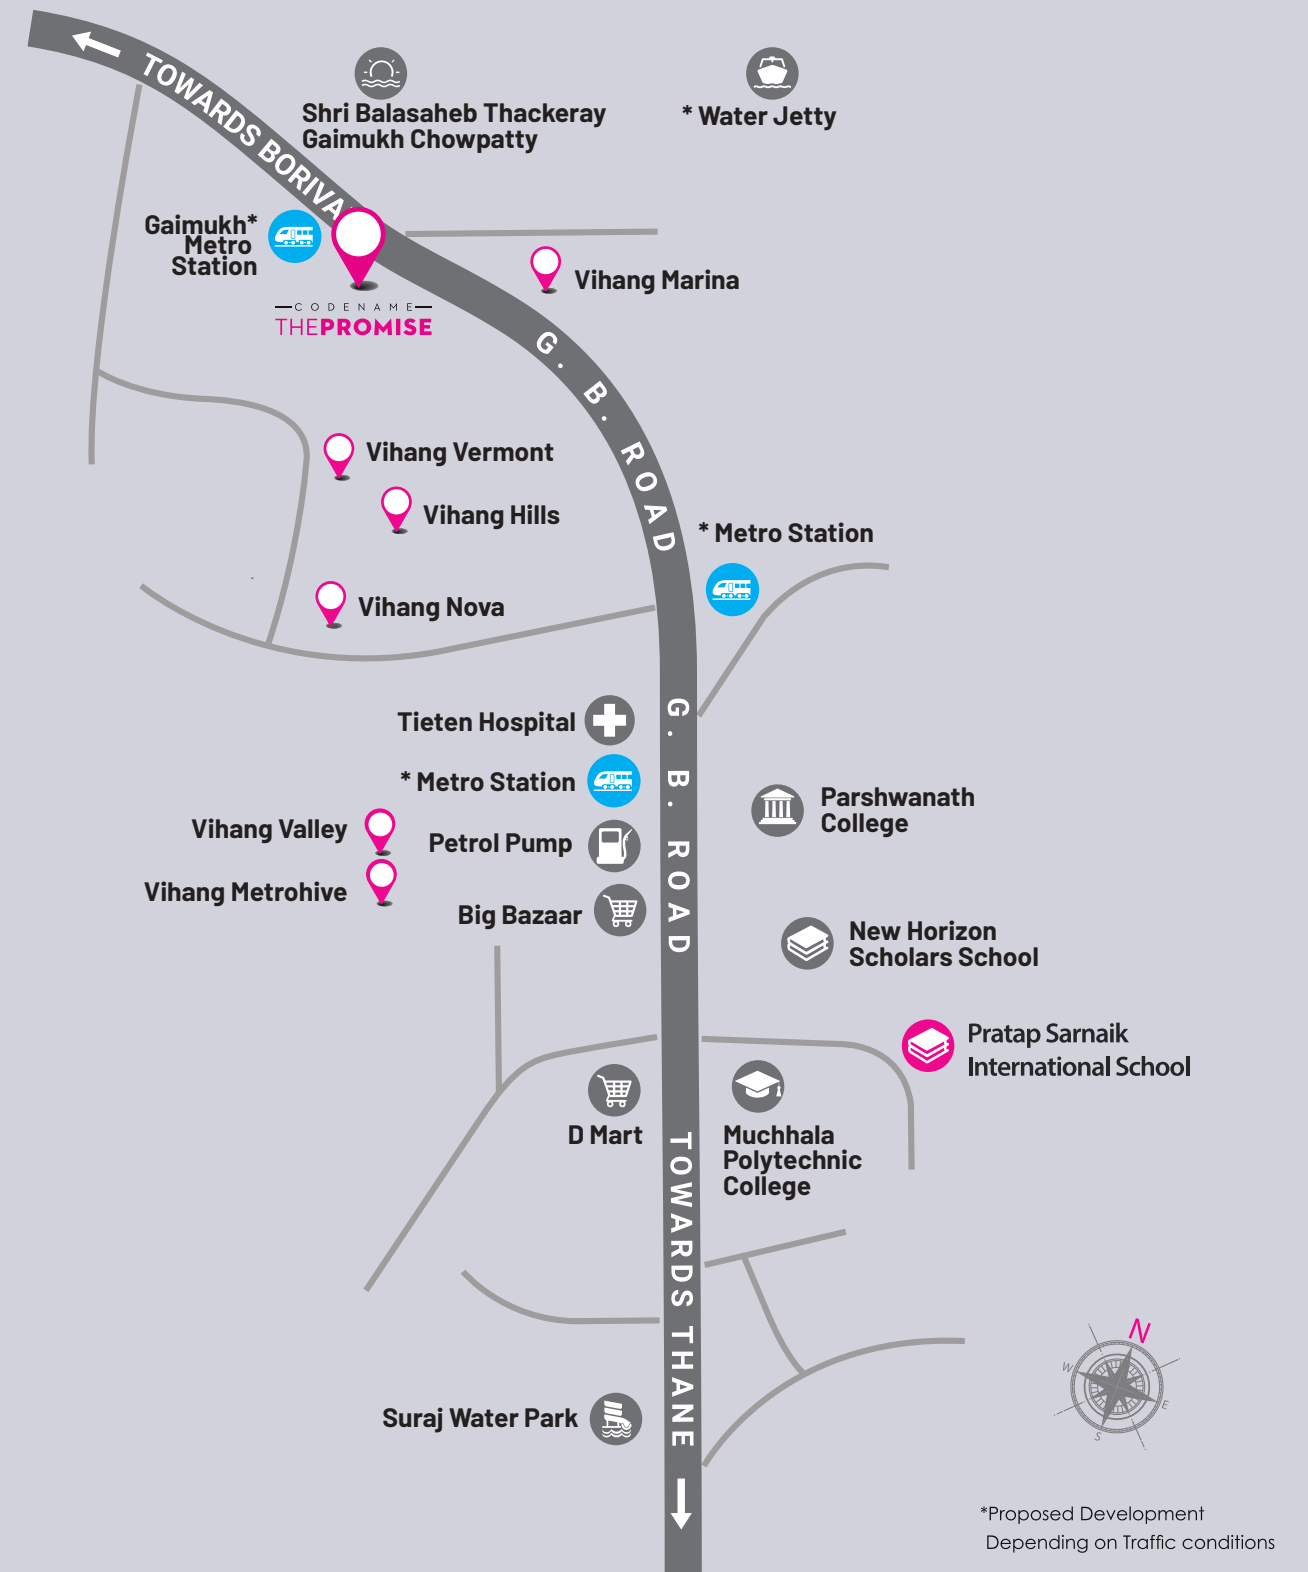 TOWARDS BORIVA
Shri Balasaheb Thackeray
Gaimukh Chowpatty
* Water Jetty
Gaimukh*
Metro
Station
CODENAME
THEPROMISE
Vihang Marina
G. B. ROAD
Vihang Vermont
Vihang Hills
* Metro Station
Vihang Nova
G. B. ROAD
Tieten Hospital
* Metro Station
Parshwanath
College
Vihang Valley
Petrol Pump
Vihang Metrohive
Big Bazaar
New Horizon
Scholars School
Pratap Sarnaik
International School
D Mart
Muchhala
Polytechnic
College
TOWARDS THANE
N
W
E
S
Suraj Water Park
*Proposed Development
Depending on Traffic conditions